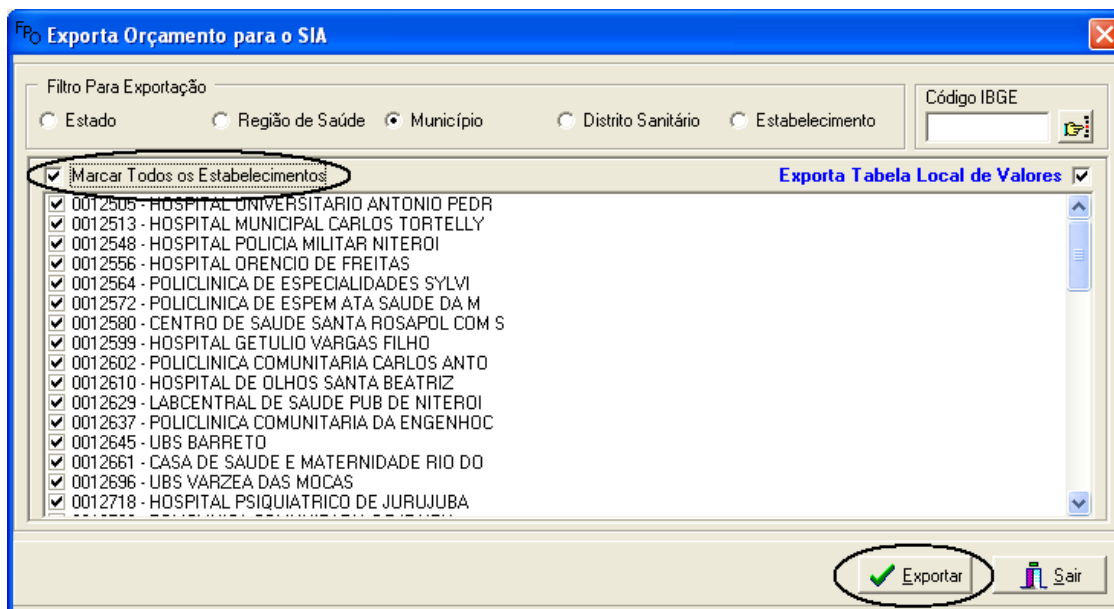 FPO Exporta Orçamento para o SIA
Filtro Para Exportação
Estado Região de Saúde Município Distrito Sanitário Estabelecimento
Código IBGE
Marcar Todos os Estabelecimentos Exporta Tabela Local de Valores
0012505 - HOSPITAL UNIVERSITARIO ANTONIO PEDR
0012513 - HOSPITAL MUNICIPAL CARLOS TORTELLY
0012548 - HOSPITAL POLICIA MILITAR NITEROI
0012556 - HOSPITAL ORENCIO DE FREITAS
0012564 - POLICLINICA DE ESPECIALIDADES SYLVI
0012572 - POLICLINICA DE ESPEM ATA SAUDE DA M
0012580 - CENTRO DE SAUDE SANTA ROSAPOL COM S
0012599 - HOSPITAL GETULIO VARGAS FILHO
0012602 - POLICLINICA COMUNITARIA CARLOS ANTO
0012610 - HOSPITAL DE OLHOS SANTA BEATRIZ
0012629 - LABCENTRAL DE SAUDE PUB DE NITEROI
0012637 - POLICLINICA COMUNITARIA DA ENGENHOC
0012645 - UBS BARRETO
0012661 - CASA DE SAUDE E MATERNIDADE RIO DO
0012696 - UBS VARZEA DAS MOCAS
0012718 - HOSPITAL PSIQUIATRICO DE JURUJUBA
Exportar Sair